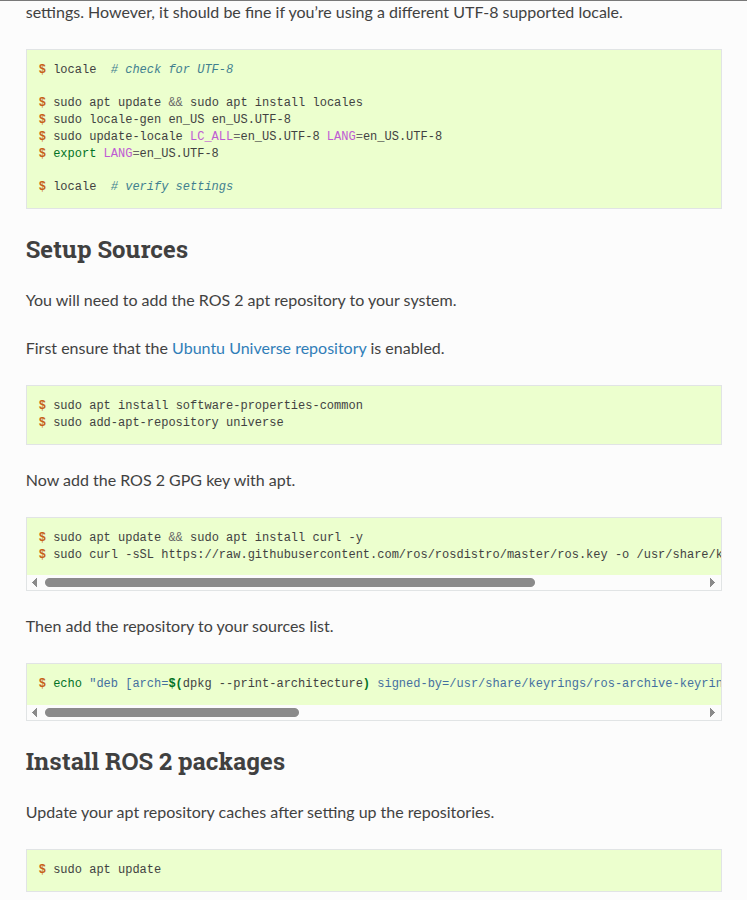 settings. However, it should be fine if you're using a different UTF-8 supported locale.
$ locale  # check for UTF-8
$ sudo apt update && sudo apt install locales
$ sudo locale-gen en_US en_US.UTF-8
$ sudo update-locale LC_ALL=en_US.UTF-8 LANG=en_US.UTF-8
$ export LANG=en_US.UTF-8
$ locale  # verify settings
Setup Sources
You will need to add the ROS 2 apt repository to your system.
First ensure that the Ubuntu Universe repository is enabled.
$ sudo apt install software-properties-common
$ sudo add-apt-repository universe
Now add the ROS 2 GPG key with apt.
$ sudo apt update && sudo apt install curl -y
$ sudo curl -sSL https://raw.githubusercontent.com/ros/rosdistro/master/ros.key -o /usr/share/k
Then add the repository to your sources list.
$ echo "deb [arch=$(dpkg --print-architecture) signed-by=/usr/share/keyrings/ros-archive-keyrin
Install ROS 2 packages
Update your apt repository caches after setting up the repositories.
$ sudo apt update